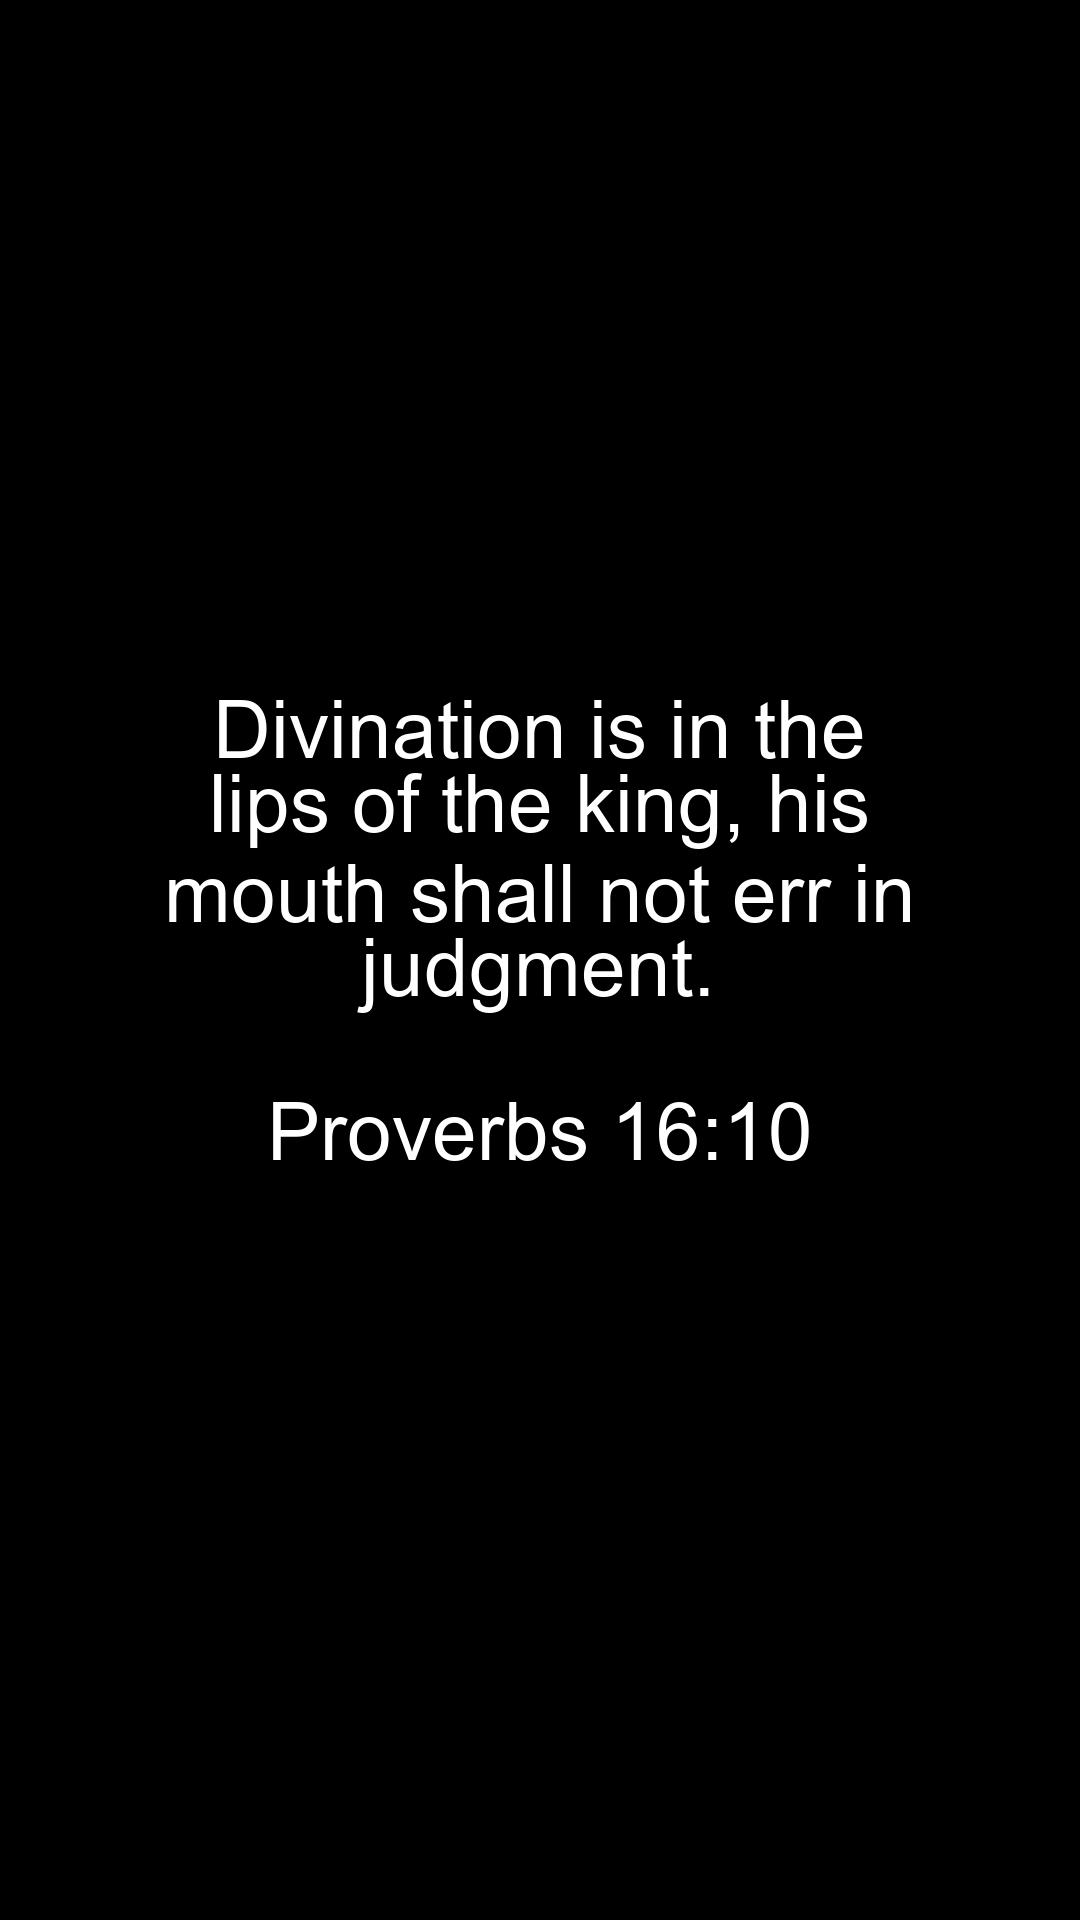 Divination is in the
lips of the king, his
mouth shall not err in
judgment.
Proverbs 16:10